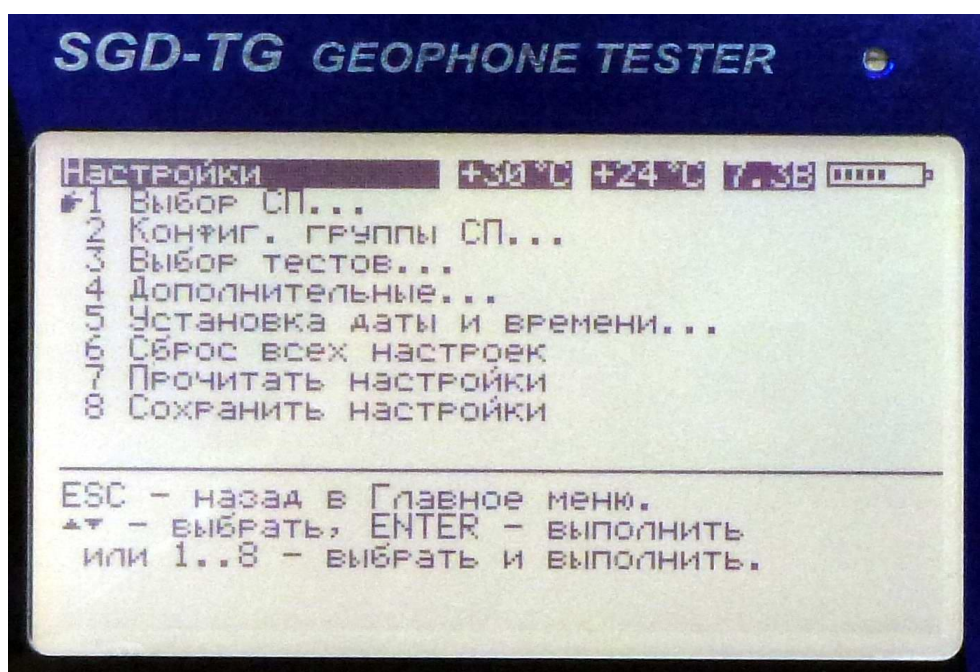 SGD-TG GEOPHONE TESTER
Настройки +30°C +24°C 7.3В
1 Выбор СП...
2 Конфиг. группы СП...
3 Выбор тестов...
4 Дополнительные...
5 Установка даты и времени...
6 Сброс всех настроек
7 Прочитать настройки
8 Сохранить настройки
ESC - назад в Главное меню.
▲▼ - выбрать, ENTER - выполнить
или 1..8 - выбрать и выполнить.